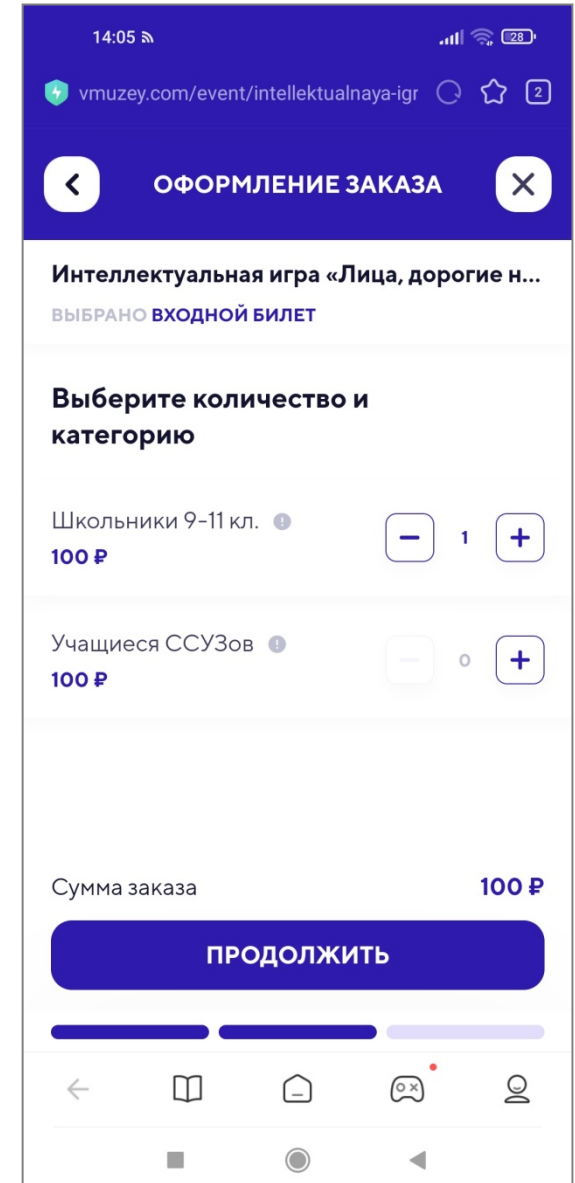 14:05
28
vmuzey.com/event/intellektualnaya-igr
2
ОФОРМЛЕНИЕ ЗАКАЗА
Интеллектуальная игра «Лица, дорогие н...
ВЫБРАНО ВХОДНОЙ БИЛЕТ
Выберите количество и
категорию
Школьники 9-11 кл.
100 ₽
1
Учащиеся ССУЗов
100 ₽
0
Сумма заказа 100 ₽
ПРОДОЛЖИТЬ